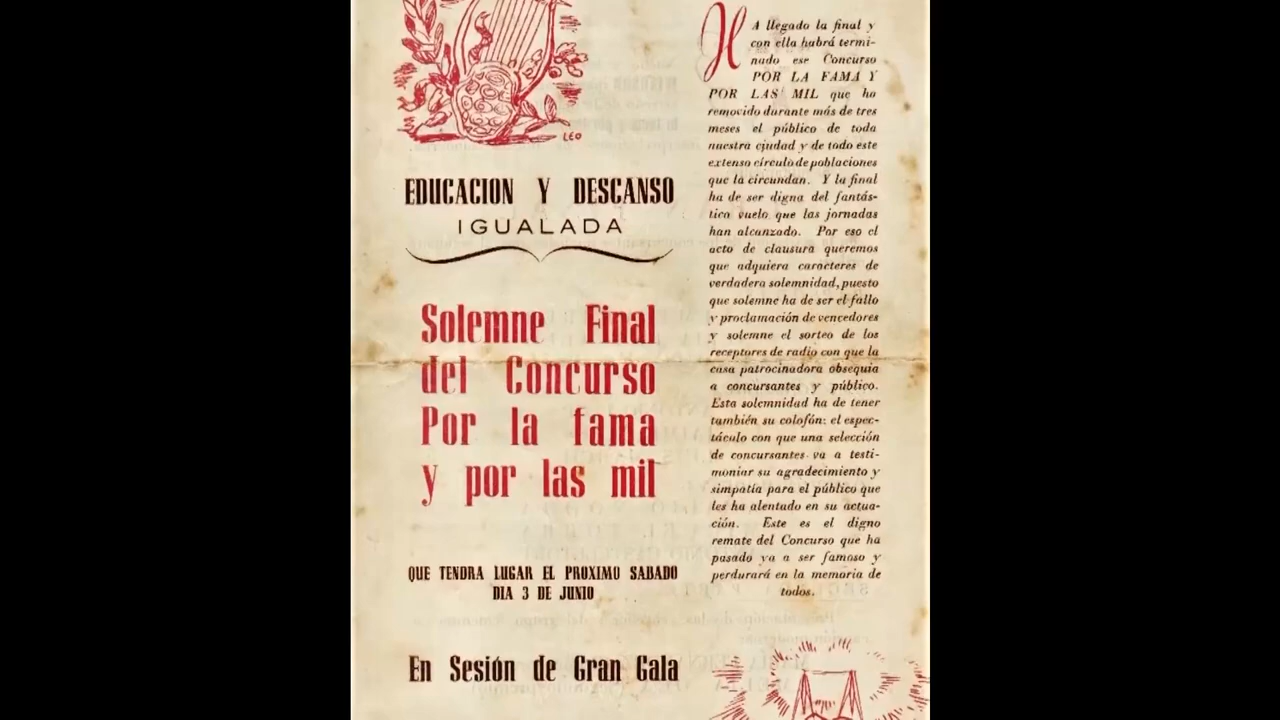 LEO
EDUCACION Y DESCANSO
IGUALADA
Solemne Final
del Concurso
Por la fama
y por las mil
QUE TENDRA LUGAR EL PROXIMO SABADO
DIA 3 DE JUNIO
En Sesión de Gran Gala
HA llegado la final y
con ella habrá termi-
nado ese Concurso
POR LA FAMA Y
POR LAS MIL que ha
removido durante más de tres
meses el público de toda
nuestra ciudad y de todo este
extenso círculo de poblaciones
que la circundan. Y la final
ha de ser digna del fantás-
tico vuelo que las jornadas
han alcanzado. Por eso el
acto de clausura queremos
que adquiera caracteres de
verdadera solemnidad, puesto
que solemne ha de ser el fallo
y proclamación de vencedores
y solemne el sorteo de los
receptores de radio con que la
casa patrocinadora obsequia
a concursantes y público.
Esta solemnidad ha de tener
también su colofón: el espec-
táculo con que una selección
de concursantes va a testi-
moniar su agradecimiento y
simpatía para el público que
les ha alentado en su actua-
ción. Este es el digno
remate del Concurso que ha
pasado ya a ser famoso y
perdurará en la memoria de
todos.